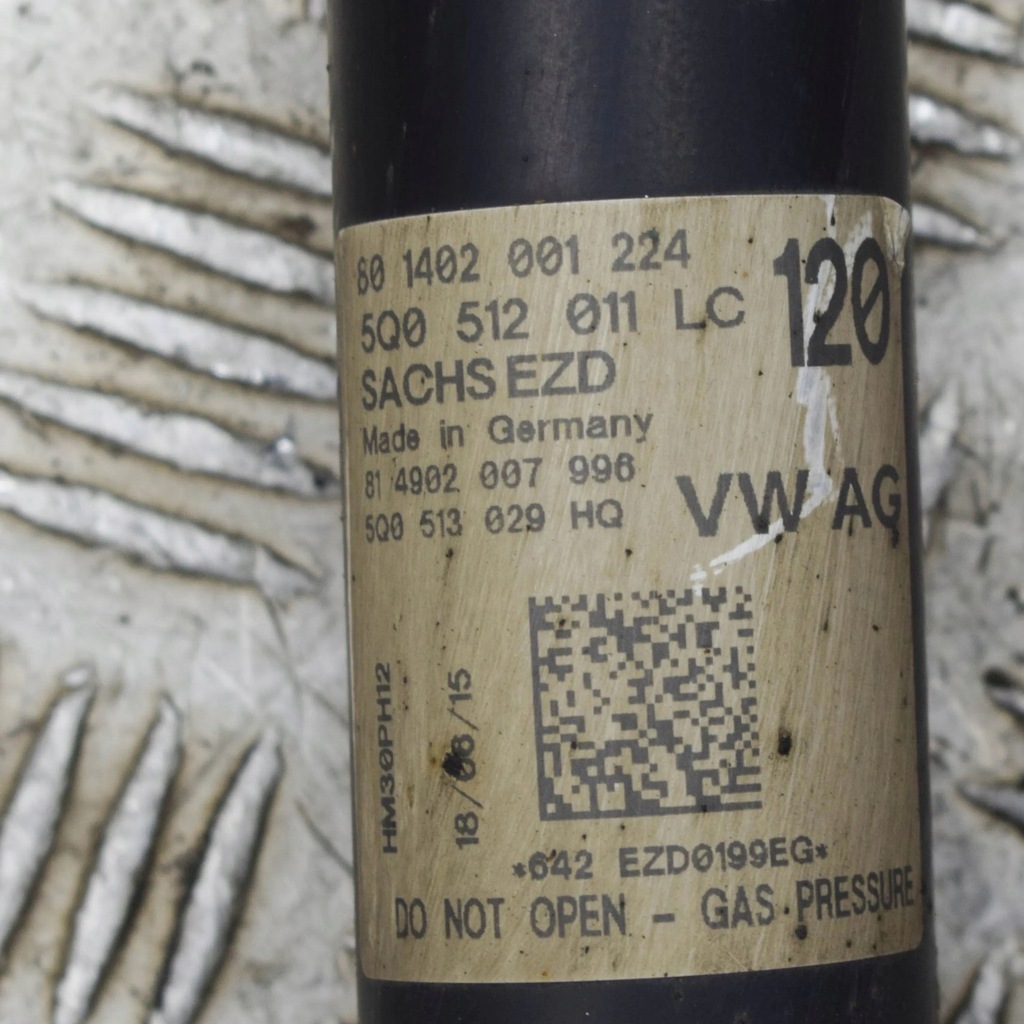 80 1402 001 224
120
5Q0 512 011 LC
SACHS EZD
Made in Germany
81 4902 007 996
5Q0 513 029 HQ
VW AG
HM30PH12
18/06/15
*642 EZD0199EG*
DO NOT OPEN - GAS PRESSURE